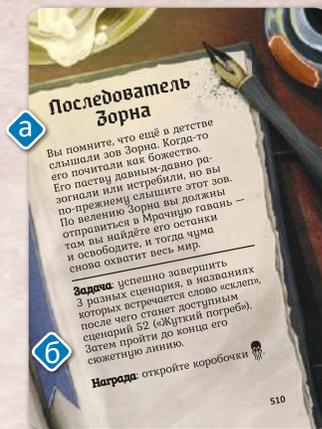 Последователь
Зорна
а
Вы помните, что ещё в детстве
слышали зов Зорна. Когда-то
его почитали как божество.
Его паству давным-давно ра-
зогнали или истребили, но вы
по-прежнему слышите этот зов.
По велению Зорна вы должны
отправиться в Мрачную гавань —
там вы найдёте его останки
и освободите, и тогда чума
снова охватит весь мир.
Задача: успешно завершить
3 разных сценария, в названиях
которых встречается слово «склеп»,
после чего станет доступным
сценарий 52 («Жуткий погреб»).
Затем пройти до конца его
сюжетную линию.
б
Награда: откройте коробочки
510